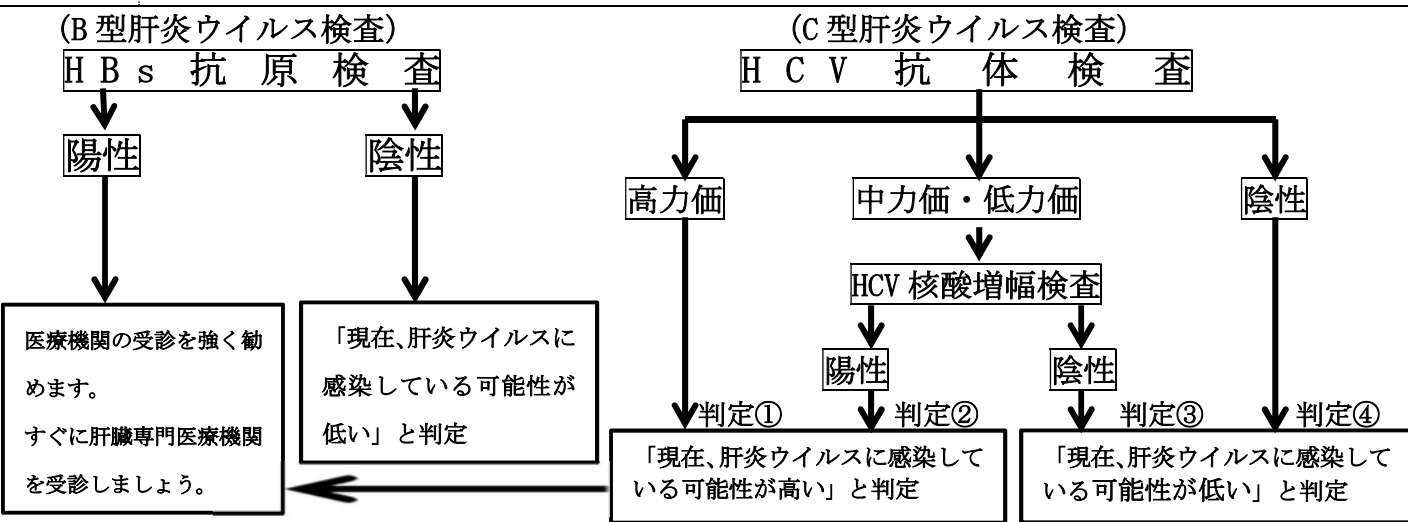 (B型肝炎ウイルス検査)
HBs抗原検査
陽性
陰性
医療機関の受診を強く勧
めます。
すぐに肝臓専門医療機関
を受診しましょう。
「現在、肝炎ウイルスに
感染している可能性が
低い」と判定
(C型肝炎ウイルス検査)
HCV抗体検査
高力価
中力価・低力価
陰性
HCV核酸増幅検査
陽性
陰性
判定①
判定②
判定③
判定④
「現在、肝炎ウイルスに感染して
いる可能性が高い」と判定
「現在、肝炎ウイルスに感染して
いる可能性が低い」と判定